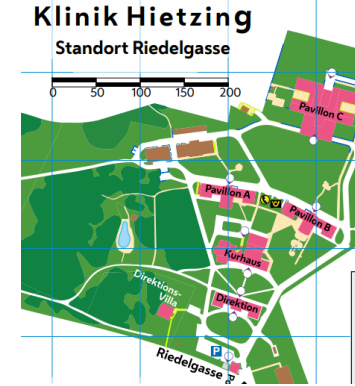 Klinik Hietzing
Standort Riedelgasse
0 50 100 150 200
Pavillon C
Pavillon A
Pavillon B
Kurhaus
Direktions-
Villa
Direktion
P
Riedelgasse